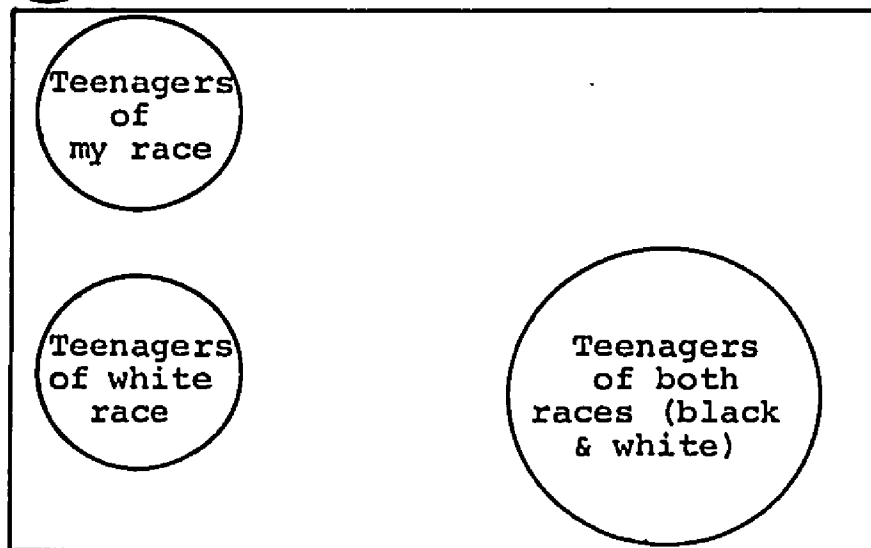 Teenagers
of
my race
Teenagers
of white
race
Teenagers
of both
races (black
& white)